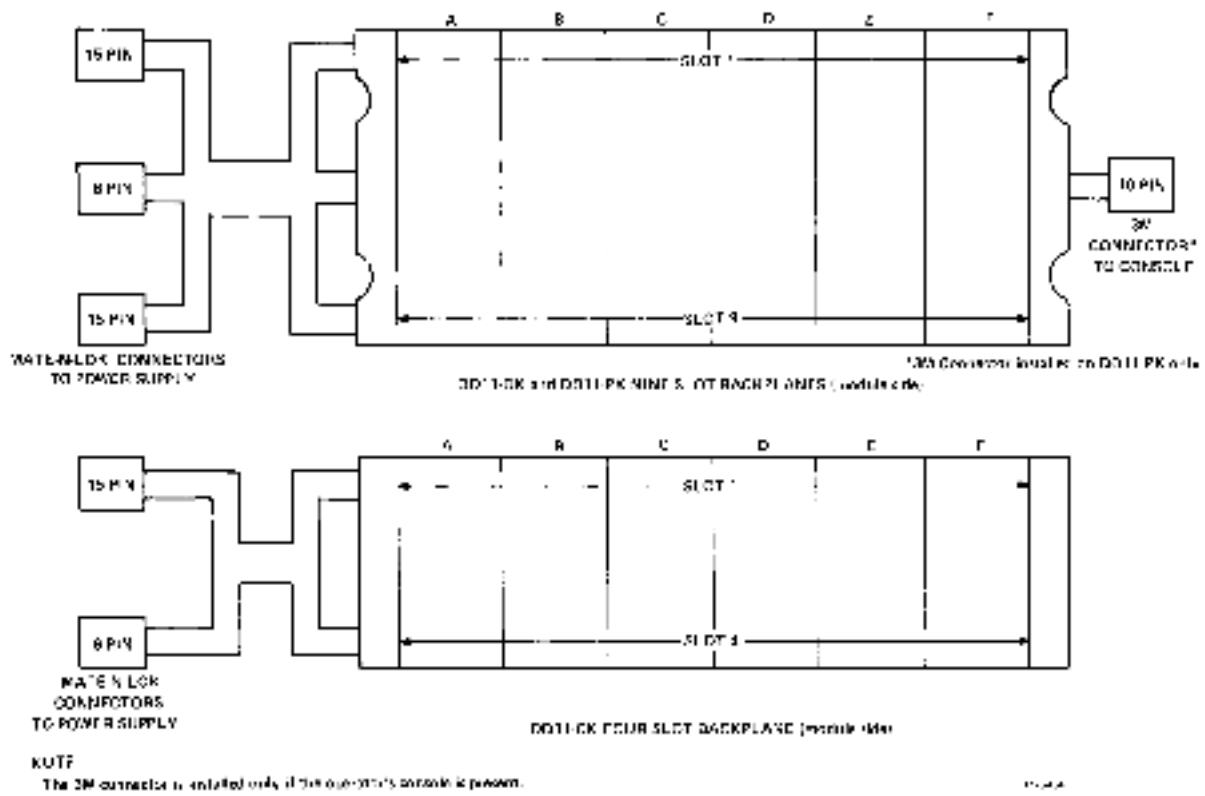 A B C D E F
15 PIN
SLOT 1
8 PIN
10 PIN
3M
CONNECTOR*
TO CONSOLE
15 PIN
SLOT 9
MATE-N-LOK CONNECTORS
TO POWER SUPPLY
*3M Connector installed on DD11-PK only
DD11-DK and DD11-PK NINE SLOT BACKPLANES (module side)
A B C D E F
15 PIN
SLOT 1
6 PIN
SLOT 4
MATE-N-LOK
CONNECTORS
TO POWER SUPPLY
DD11-CK FOUR SLOT BACKPLANE (module side)
NOTE
The 3M connector is installed only if the operator's console is present.